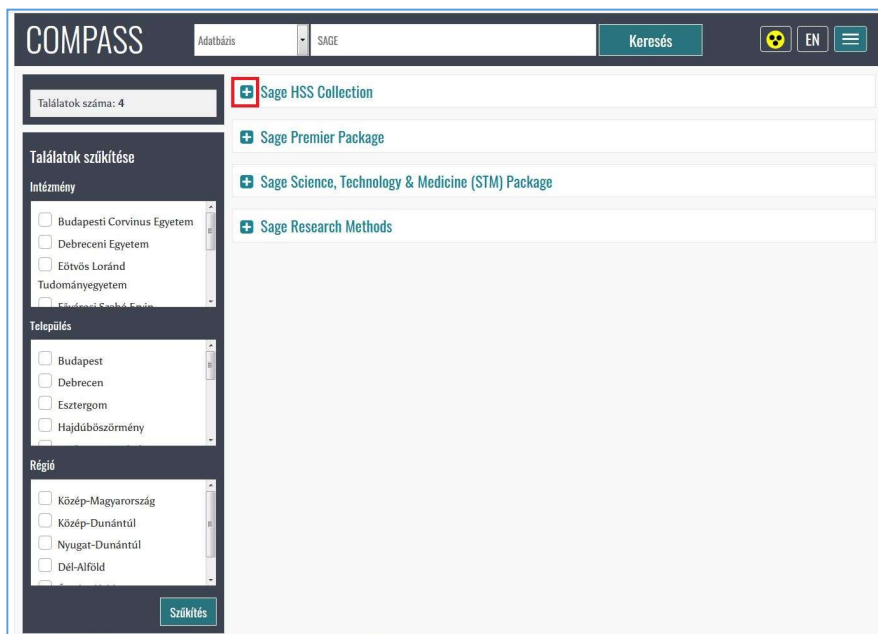 COMPASS
Adatbázis
SAGE
Keresés
EN
Találatok száma: 4
Találatok szűkítése
Intézmény
Budapesti Corvinus Egyetem
Debreceni Egyetem
Eötvös Loránd
Tudományegyetem
Település
Budapest
Debrecen
Esztergom
Hajdúböszörmény
Régió
Közép-Magyarország
Közép-Dunántúl
Nyugat-Dunántúl
Dél-Alföld
Szűkítés
Sage HSS Collection
Sage Premier Package
Sage Science, Technology & Medicine (STM) Package
Sage Research Methods